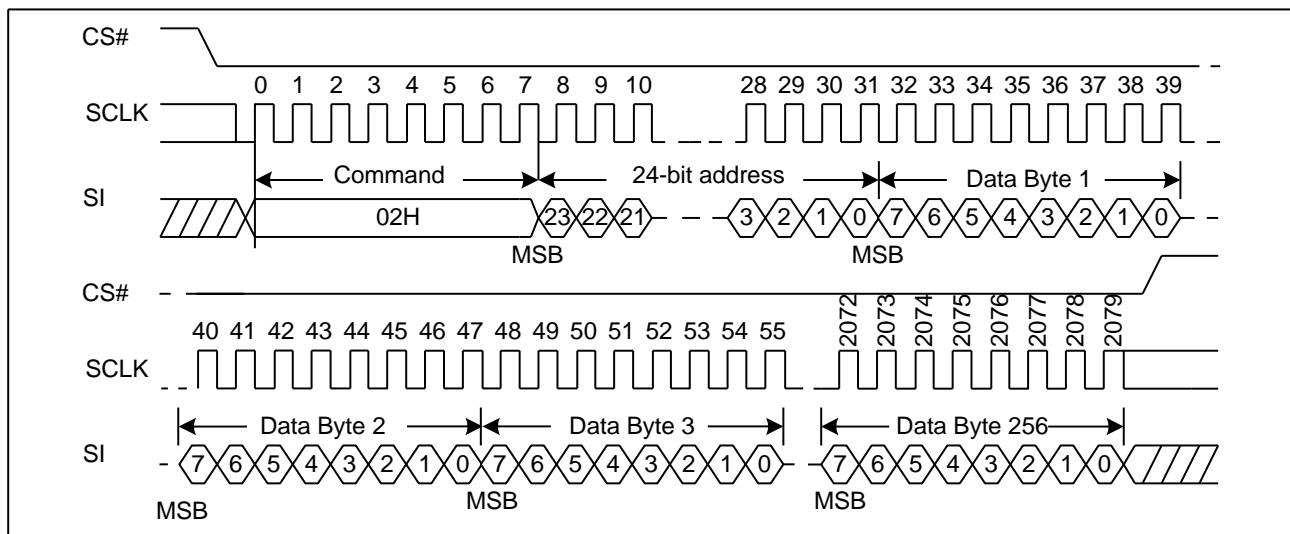 CS#
0 1 2 3 4 5 6 7 8 9 10 28 29 30 31 32 33 34 35 36 37 38 39
SCLK
Command 24-bit address Data Byte 1
SI
02H 23 22 21 3 2 1 0 7 6 5 4 3 2 1 0
MSB MSB
CS#
40 41 42 43 44 45 46 47 48 49 50 51 52 53 54 55 2072 2073 2074 2075 2076 2077 2078 2079
SCLK
Data Byte 2 Data Byte 3 Data Byte 256
SI
7 6 5 4 3 2 1 0 7 6 5 4 3 2 1 0 7 6 5 4 3 2 1 0
MSB MSB MSB